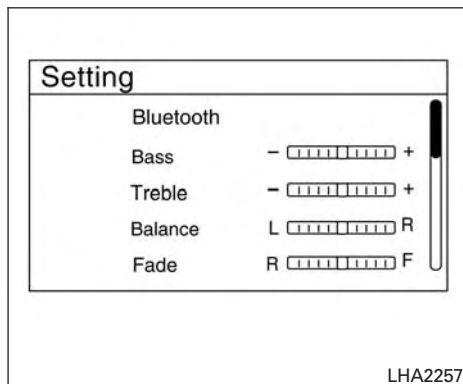 Setting
Bluetooth
Bass - +
Treble - +
Balance L R
Fade R F
LHA2257